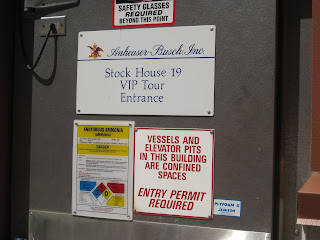 SAFETY GLASSES
REQUIRED
BEYOND THIS POINT
Anheuser-Busch, Inc.
Stock House 19
VIP Tour
Entrance
ANHYDROUS AMMONIA
DANGER
VESSELS AND
ELEVATOR PITS
IN THIS BUILDING
ARE CONFINED
SPACES
ENTRY PERMIT
REQUIRED